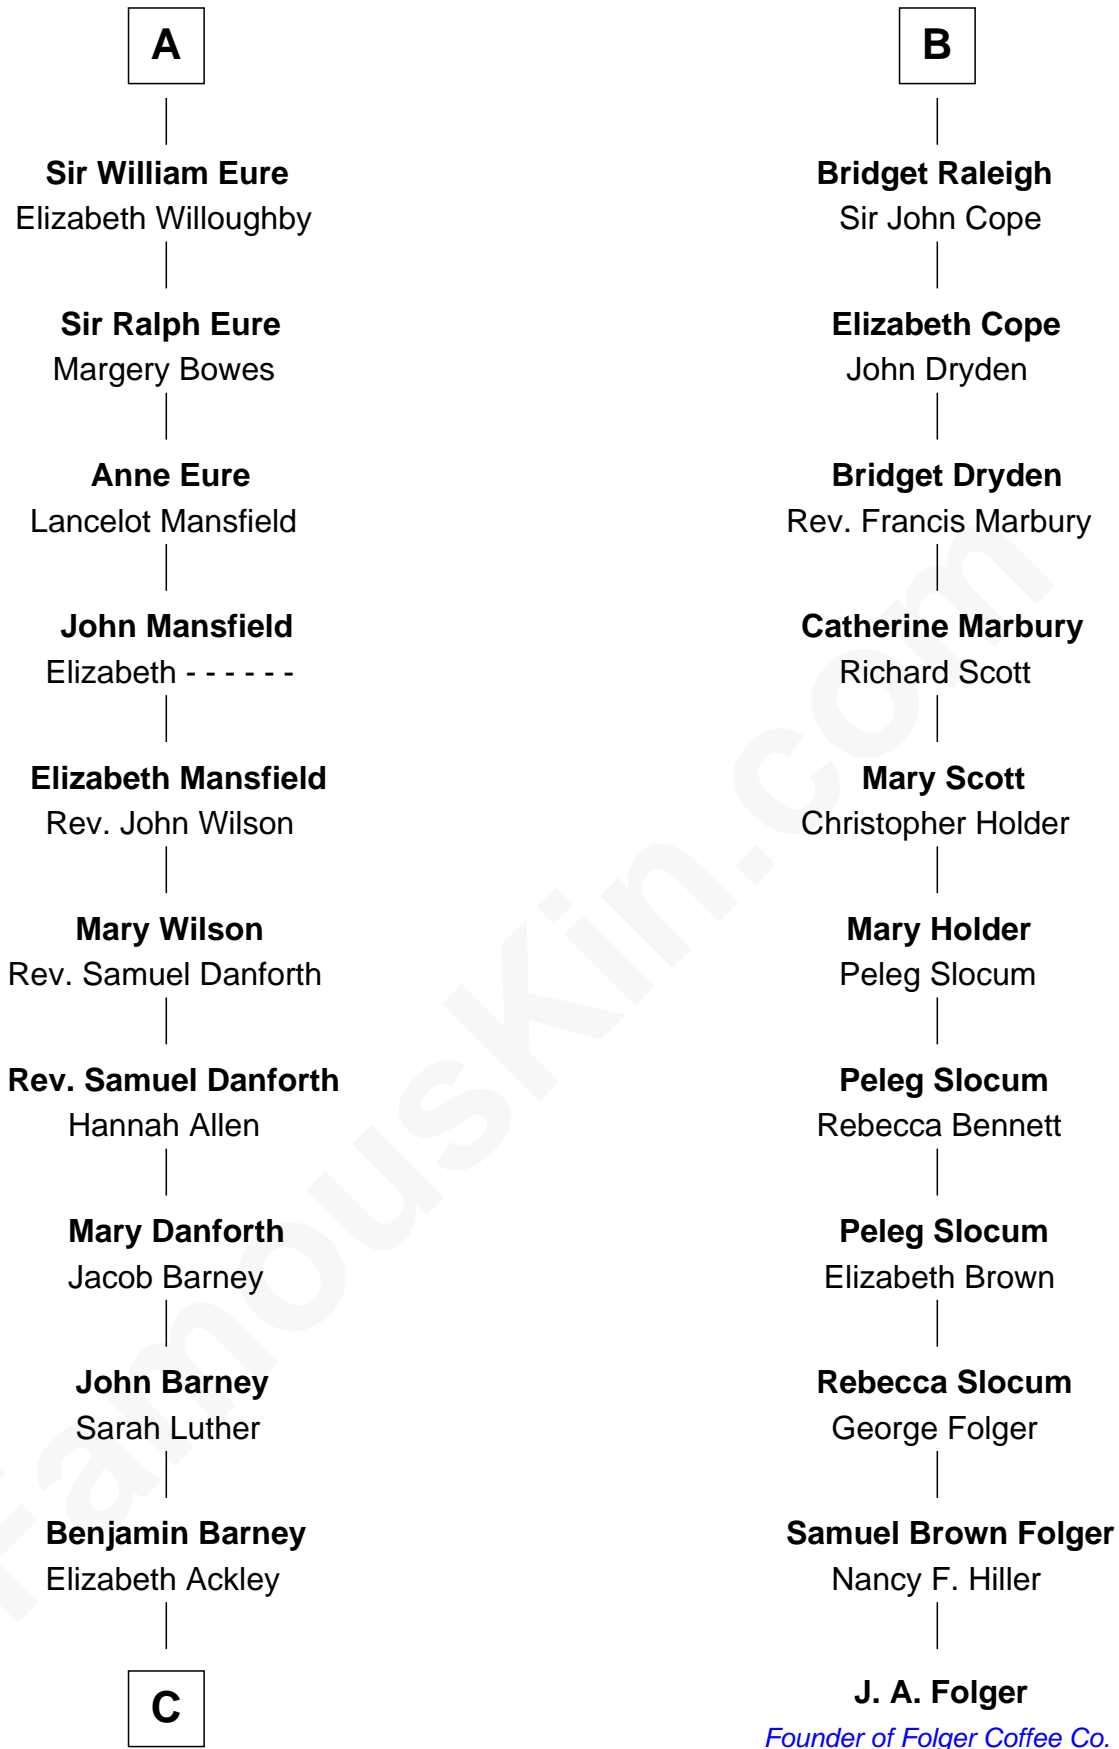 A
Sir William Eure
Elizabeth Willoughby
Sir Ralph Eure
Margery Bowes
Anne Eure
Lancelot Mansfield
John Mansfield
Elizabeth - - - - - -
Elizabeth Mansfield
Rev. John Wilson
Mary Wilson
Rev. Samuel Danforth
Rev. Samuel Danforth
Hannah Allen
Mary Danforth
Jacob Barney
John Barney
Sarah Luther
Benjamin Barney
Elizabeth Ackley
C
B
Bridget Raleigh
Sir John Cope
Elizabeth Cope
John Dryden
Bridget Dryden
Rev. Francis Marbury
Catherine Marbury
Richard Scott
Mary Scott
Christopher Holder
Mary Holder
Peleg Slocum
Peleg Slocum
Rebecca Bennett
Peleg Slocum
Elizabeth Brown
Rebecca Slocum
George Folger
Samuel Brown Folger
Nancy F. Hiller
J. A. Folger
Founder of Folger Coffee Co.
FamousKin.com